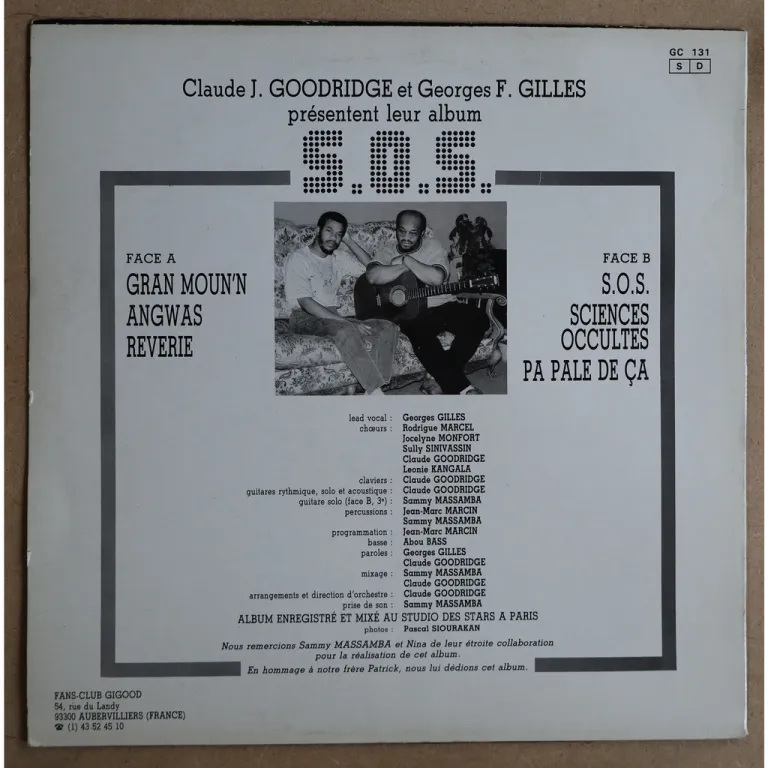 GC 131
S D
Claude J. GOODRIDGE et Georges F. GILLES
présentent leur album
S.O.S.
FACE A
GRAN MOUN'N
ANGWAS
REVERIE
FACE B
S.O.S.
SCIENCES
OCCULTES
PA PALE DE ÇA
lead vocal : Georges GILLES
chœurs : Rodrigue MARCEL
Jocelyne MONFORT
Sully SINIVASSIN
Claude GOODRIDGE
Leonie KANGALA
claviers : Claude GOODRIDGE
guitares rythmique, solo et acoustique : Claude GOODRIDGE
guitare solo (face B, 3ᵉ) : Sammy MASSAMBA
percussions : Jean-Marc MARCIN
Sammy MASSAMBA
programmation : Jean-Marc MARCIN
basse : Abou BASS
paroles : Georges GILLES
Claude GOODRIDGE
mixage : Sammy MASSAMBA
Claude GOODRIDGE
arrangements et direction d'orchestre : Claude GOODRIDGE
prise de son : Sammy MASSAMBA
ALBUM ENREGISTRÉ ET MIXÉ AU STUDIO DES STARS A PARIS
photos : Pascal SIOURAKAN
Nous remercions Sammy MASSAMBA et Nina de leur étroite collaboration
pour la réalisation de cet album.
En hommage à notre frère Patrick, nous lui dédions cet album.
FANS-CLUB GIGOOD
54, rue du Landy
93300 AUBERVILLIERS (FRANCE)
☎ (1) 43 52 45 10